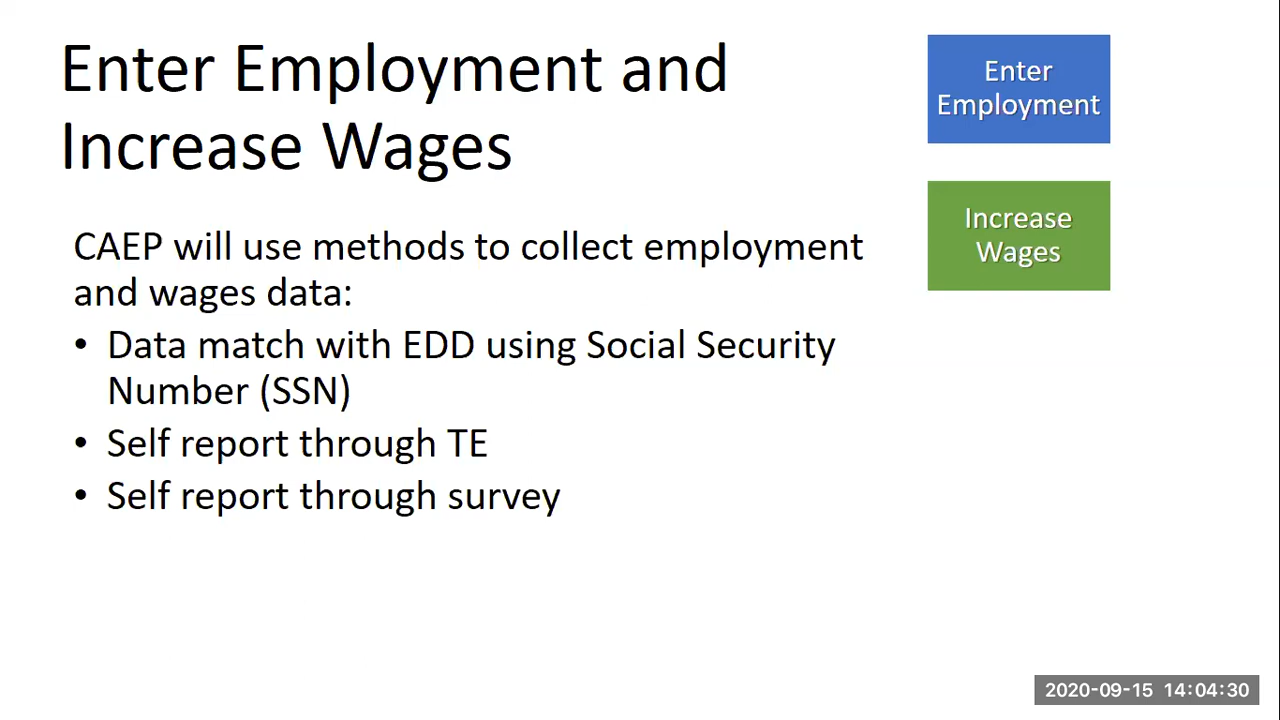 Enter Employment and
Increase Wages
Enter
Employment
Increase
Wages
CAEP will use methods to collect employment
and wages data:
• Data match with EDD using Social Security
Number (SSN)
• Self report through TE
• Self report through survey
2020-09-15 14:04:30